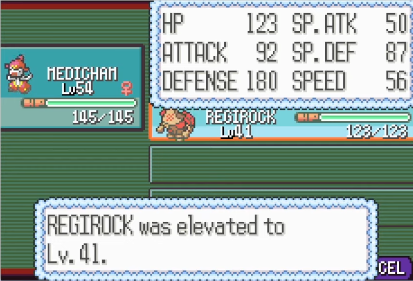 HP 123 SP. ATK 50
ATTACK 92 SP. DEF 87
DEFENSE 180 SPEED 56
MEDICHAM
Lv54 ♀
145/145
REGIROCK
Lv41 123/123
REGIROCK was elevated to
Lv. 41.
CEL